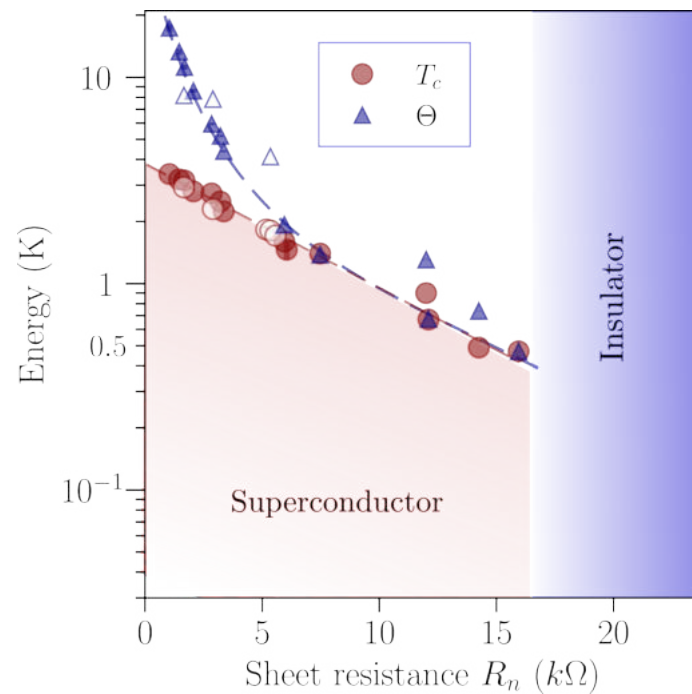 T_c
Θ
10
1
0.5
10⁻¹
Energy (K)
Superconductor
Insulator
0 5 10 15 20
Sheet resistance R_n (kΩ)